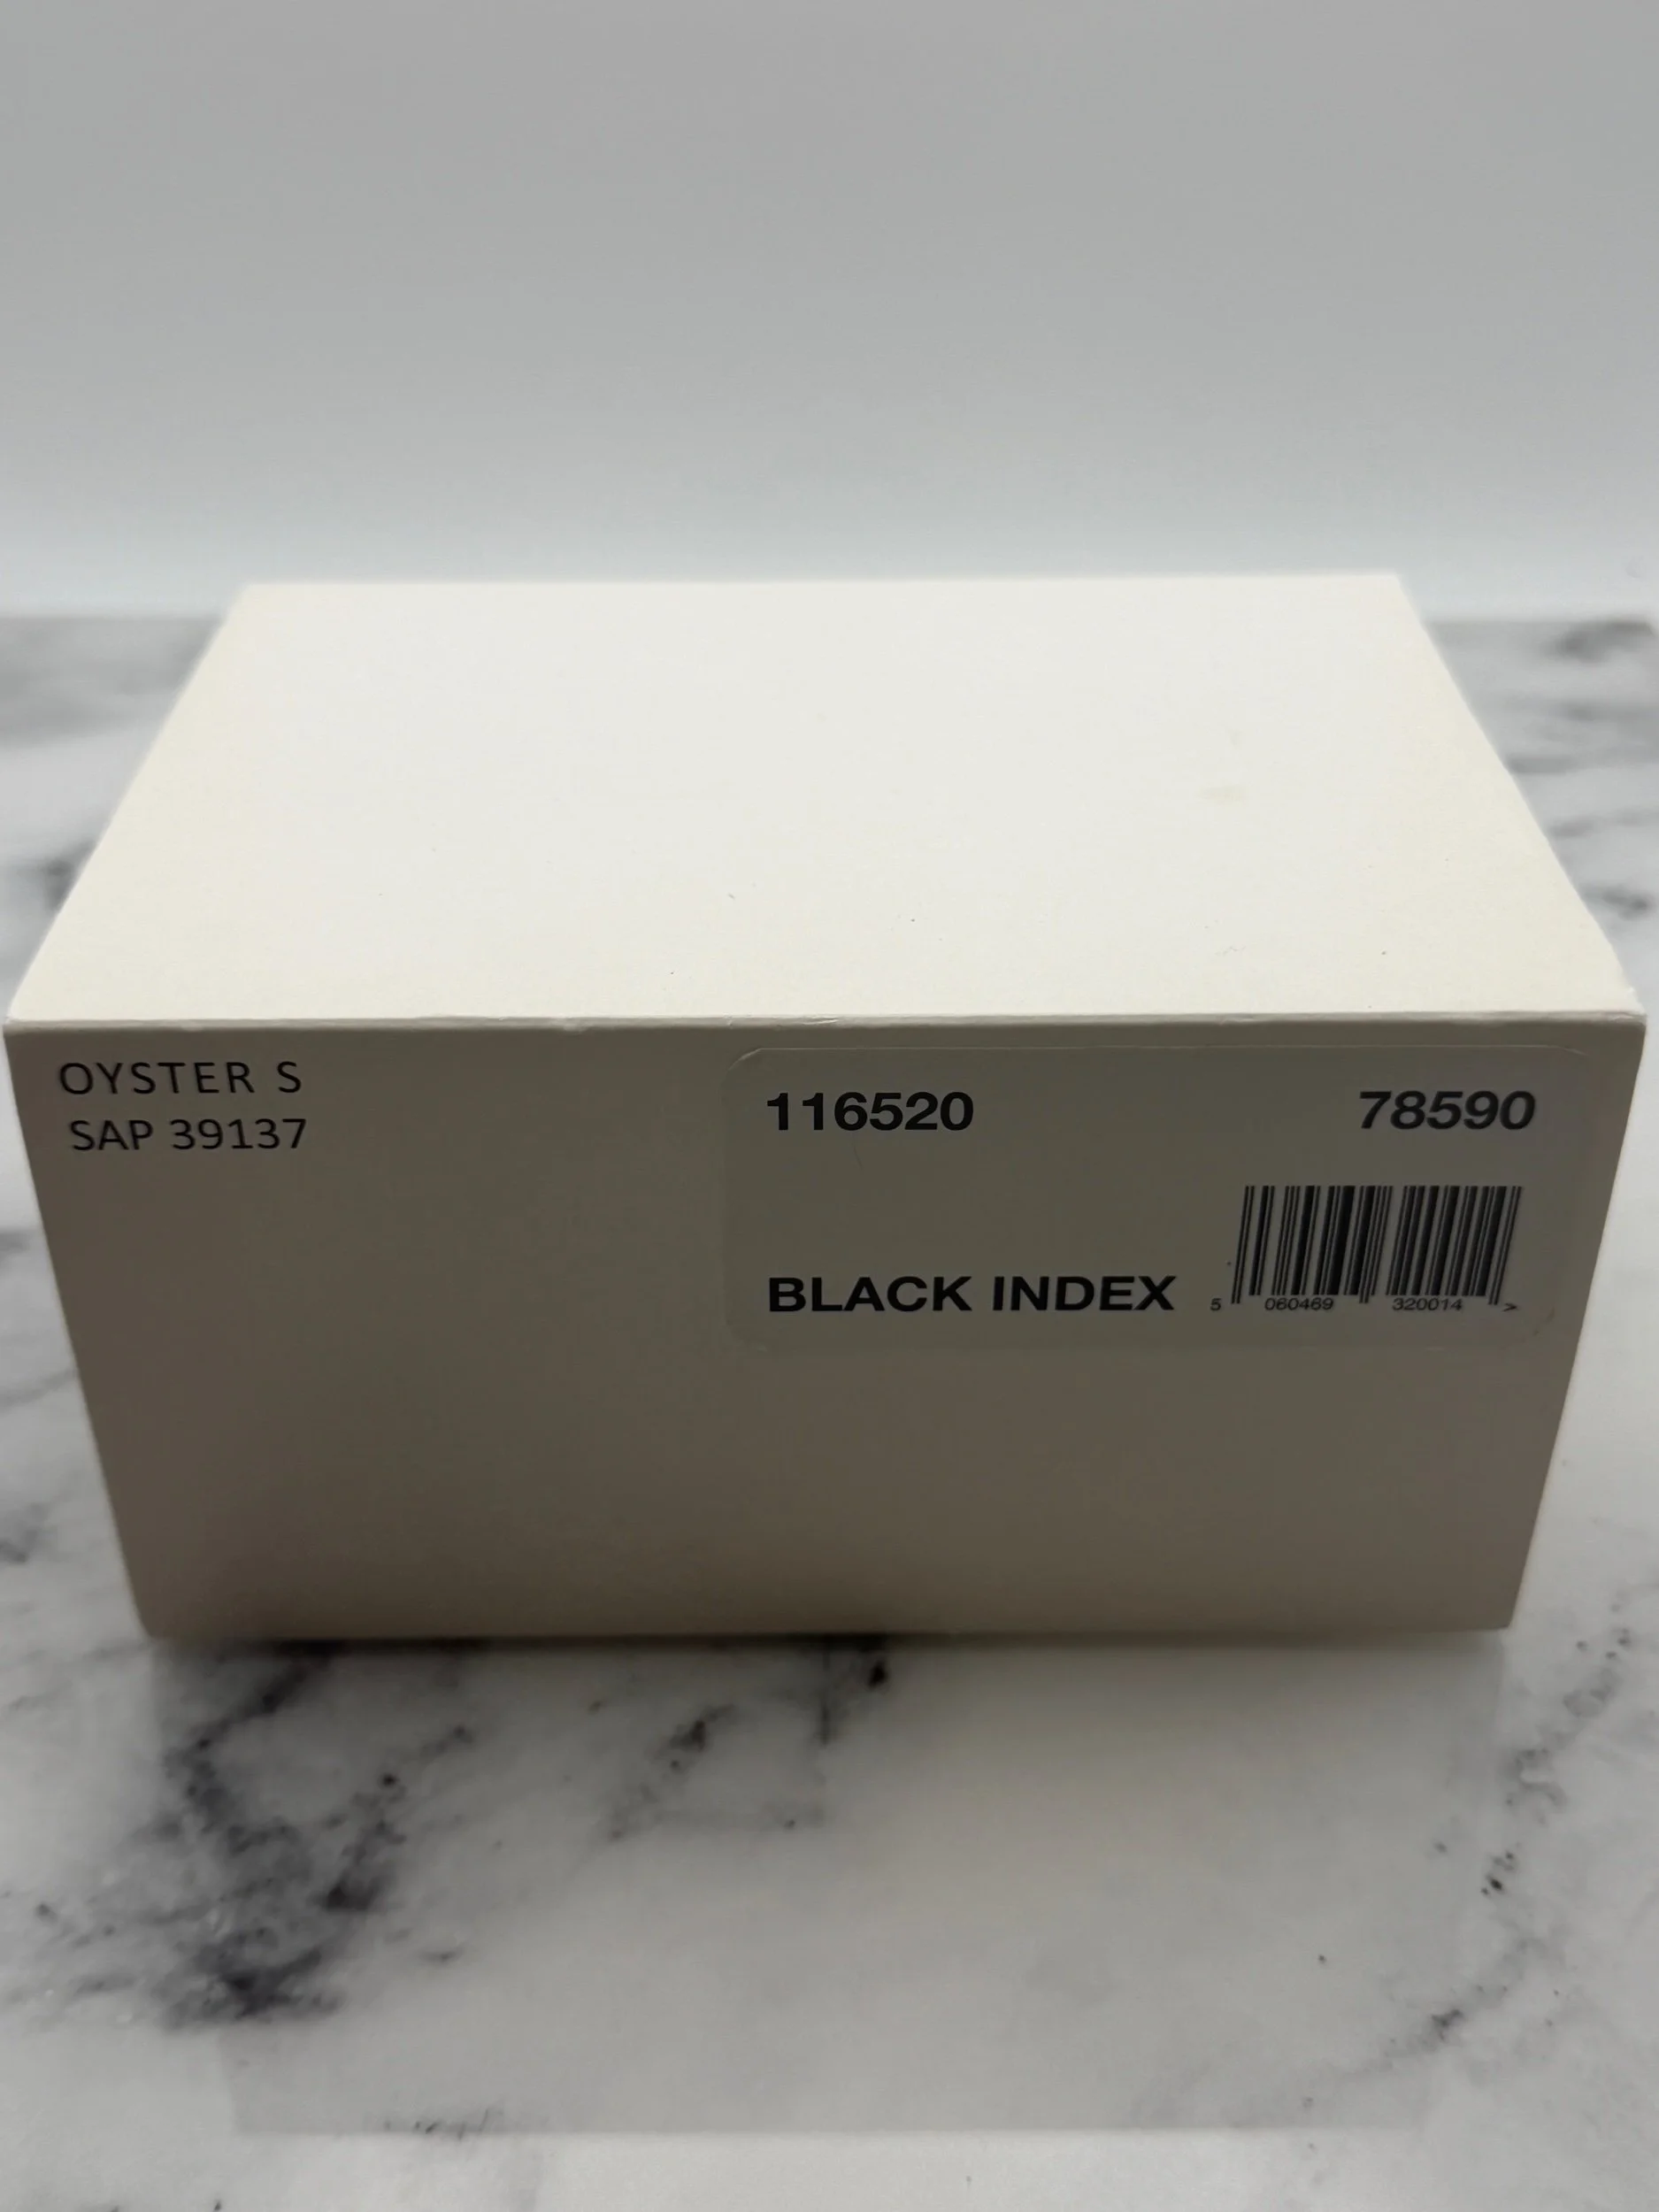 OYSTER S
SAP 39137
116520 78590
BLACK INDEX
5 060469 320014 >